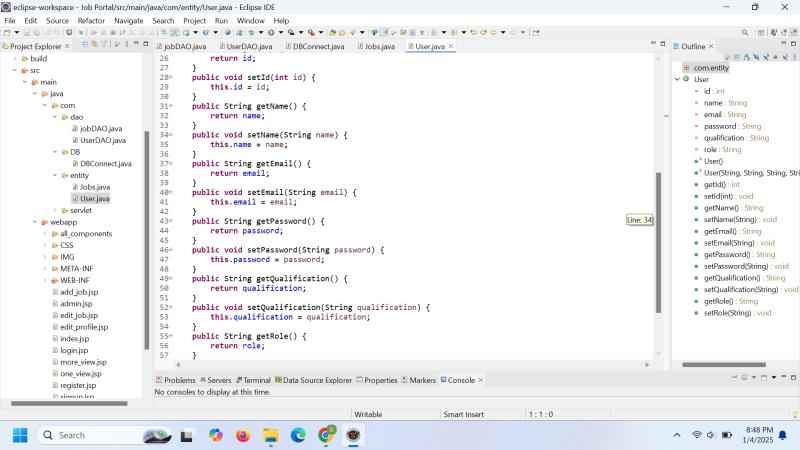 eclipse-workspace - Job Portal/src/main/java/com/entity/User.java - Eclipse IDE
File Edit Source Refactor Navigate Search Project Run Window Help
Project Explorer
build
src
main
java
com
dao
jobDAO.java
UserDAO.java
DB
DBConnect.java
entity
Jobs.java
User.java
servlet
webapp
all_components
CSS
IMG
META-INF
WEB-INF
add_job.jsp
admin.jsp
edit_job.jsp
edit_profile.jsp
index.jsp
login.jsp
more_view.jsp
one_view.jsp
register.jsp
signup.jsp
jobDAO.java UserDAO.java DBConnect.java Jobs.java User.java
26 return id;
27 }
28 public void setId(int id) {
29 this.id = id;
30 }
31 public String getName() {
32 return name;
33 }
34 public void setName(String name) {
35 this.name = name;
36 }
37 public String getEmail() {
38 return email;
39 }
40 public void setEmail(String email) {
41 this.email = email;
42 }
43 public String getPassword() {
44 return password;
45 }
46 public void setPassword(String password) {
47 this.password = password;
48 }
49 public String getQualification() {
50 return qualification;
51 }
52 public void setQualification(String qualification) {
53 this.qualification = qualification;
54 }
55 public String getRole() {
56 return role;
57 }
Line: 34
Outline
com.entity
User
id : int
name : String
email : String
password : String
qualification : String
role : String
User()
User(String, String, String, Str
getId() : int
setId(int) : void
getName() : String
setName(String) : void
getEmail() : String
setEmail(String) : void
getPassword() : String
setPassword(String) : void
getQualification() : String
setQualification(String) : void
getRole() : String
setRole(String) : void
Problems Servers Terminal Data Source Explorer Properties Markers Console
No consoles to display at this time.
Writable Smart Insert 1 : 1 : 0
Search
8:48 PM
1/4/2025